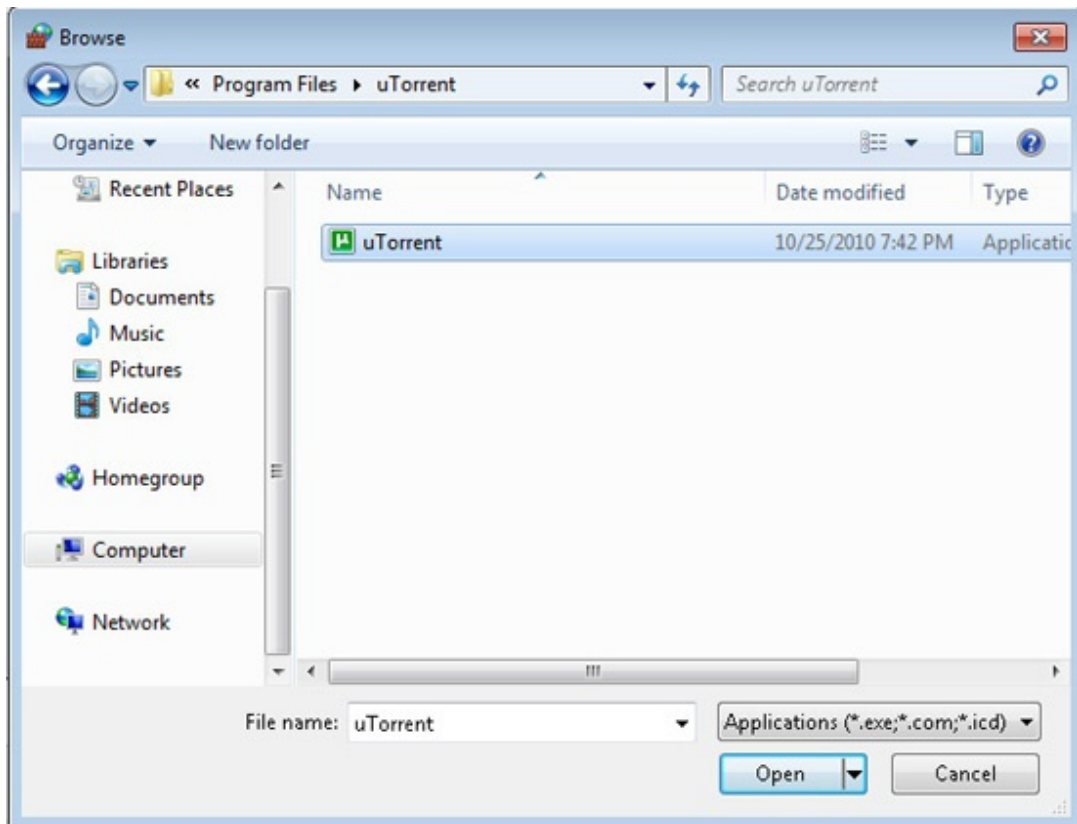 Browse
« Program Files ▸ uTorrent
Search uTorrent
Organize
New folder
Name
Date modified
Type
Recent Places
Libraries
Documents
Music
Pictures
Videos
Homegroup
Computer
Network
uTorrent
10/25/2010 7:42 PM
Applicatic
File name:
uTorrent
Applications (*.exe;*.com;*.icd)
Open
Cancel